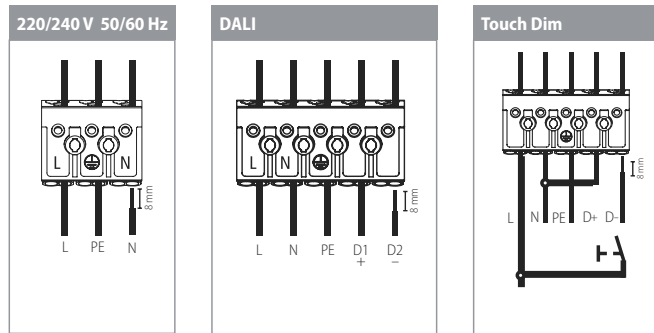 220/240 V 50/60 Hz
L N
8 mm
L PE N
DALI
L N
8 mm
L N PE D1 D2
+ –
Touch Dim
8 mm
L N PE D+ D-